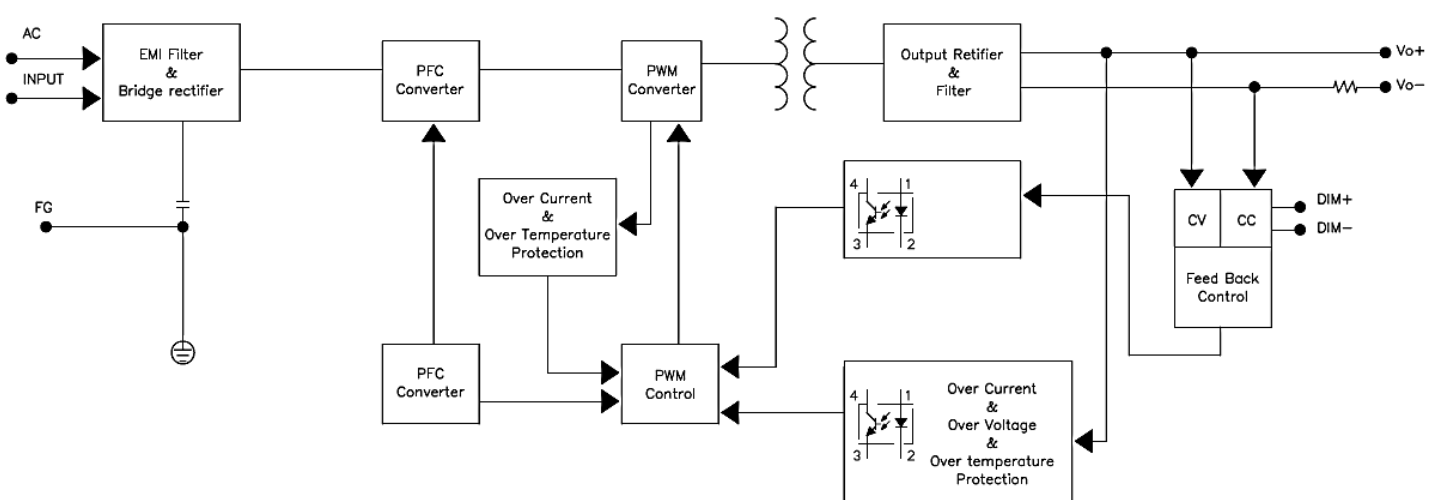 AC
INPUT
EMI Filter
&
Bridge rectifier
PFC
Converter
PWM
Converter
Output Retifier
&
Filter
Vo+
Vo-
FG
Over Current
&
Over Temperature
Protection
4 1
3 2
CV CC
DIM+
DIM-
Feed Back
Control
PFC
Converter
PWM
Control
4 1
3 2
Over Current
&
Over Voltage
&
Over temperature
Protection